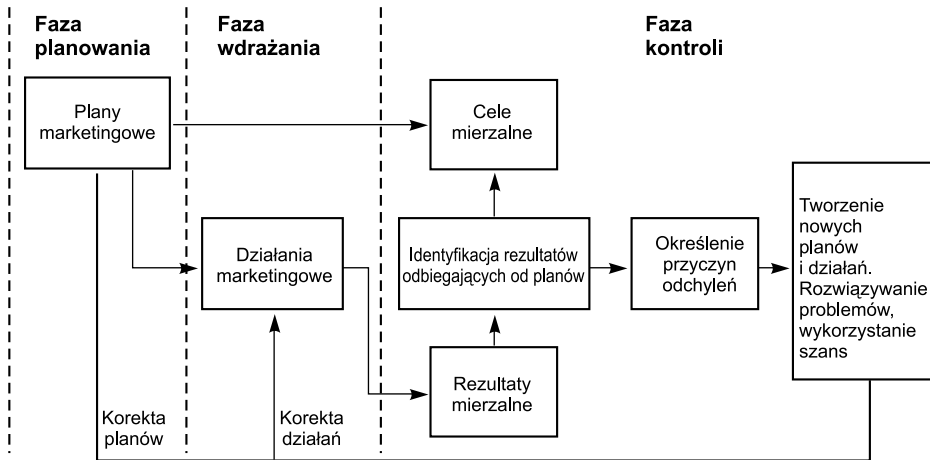 Faza
planowania
Faza
wdrażania
Faza
kontroli
Plany
marketingowe
Cele
mierzalne
Działania
marketingowe
Identyfikacja rezultatów
odbiegających od planów
Określenie
przyczyn
odchyleń
Tworzenie
nowych
planów
i działań.
Rozwiązywanie
problemów,
wykorzystanie
szans
Rezultaty
mierzalne
Korekta
planów
Korekta
działań